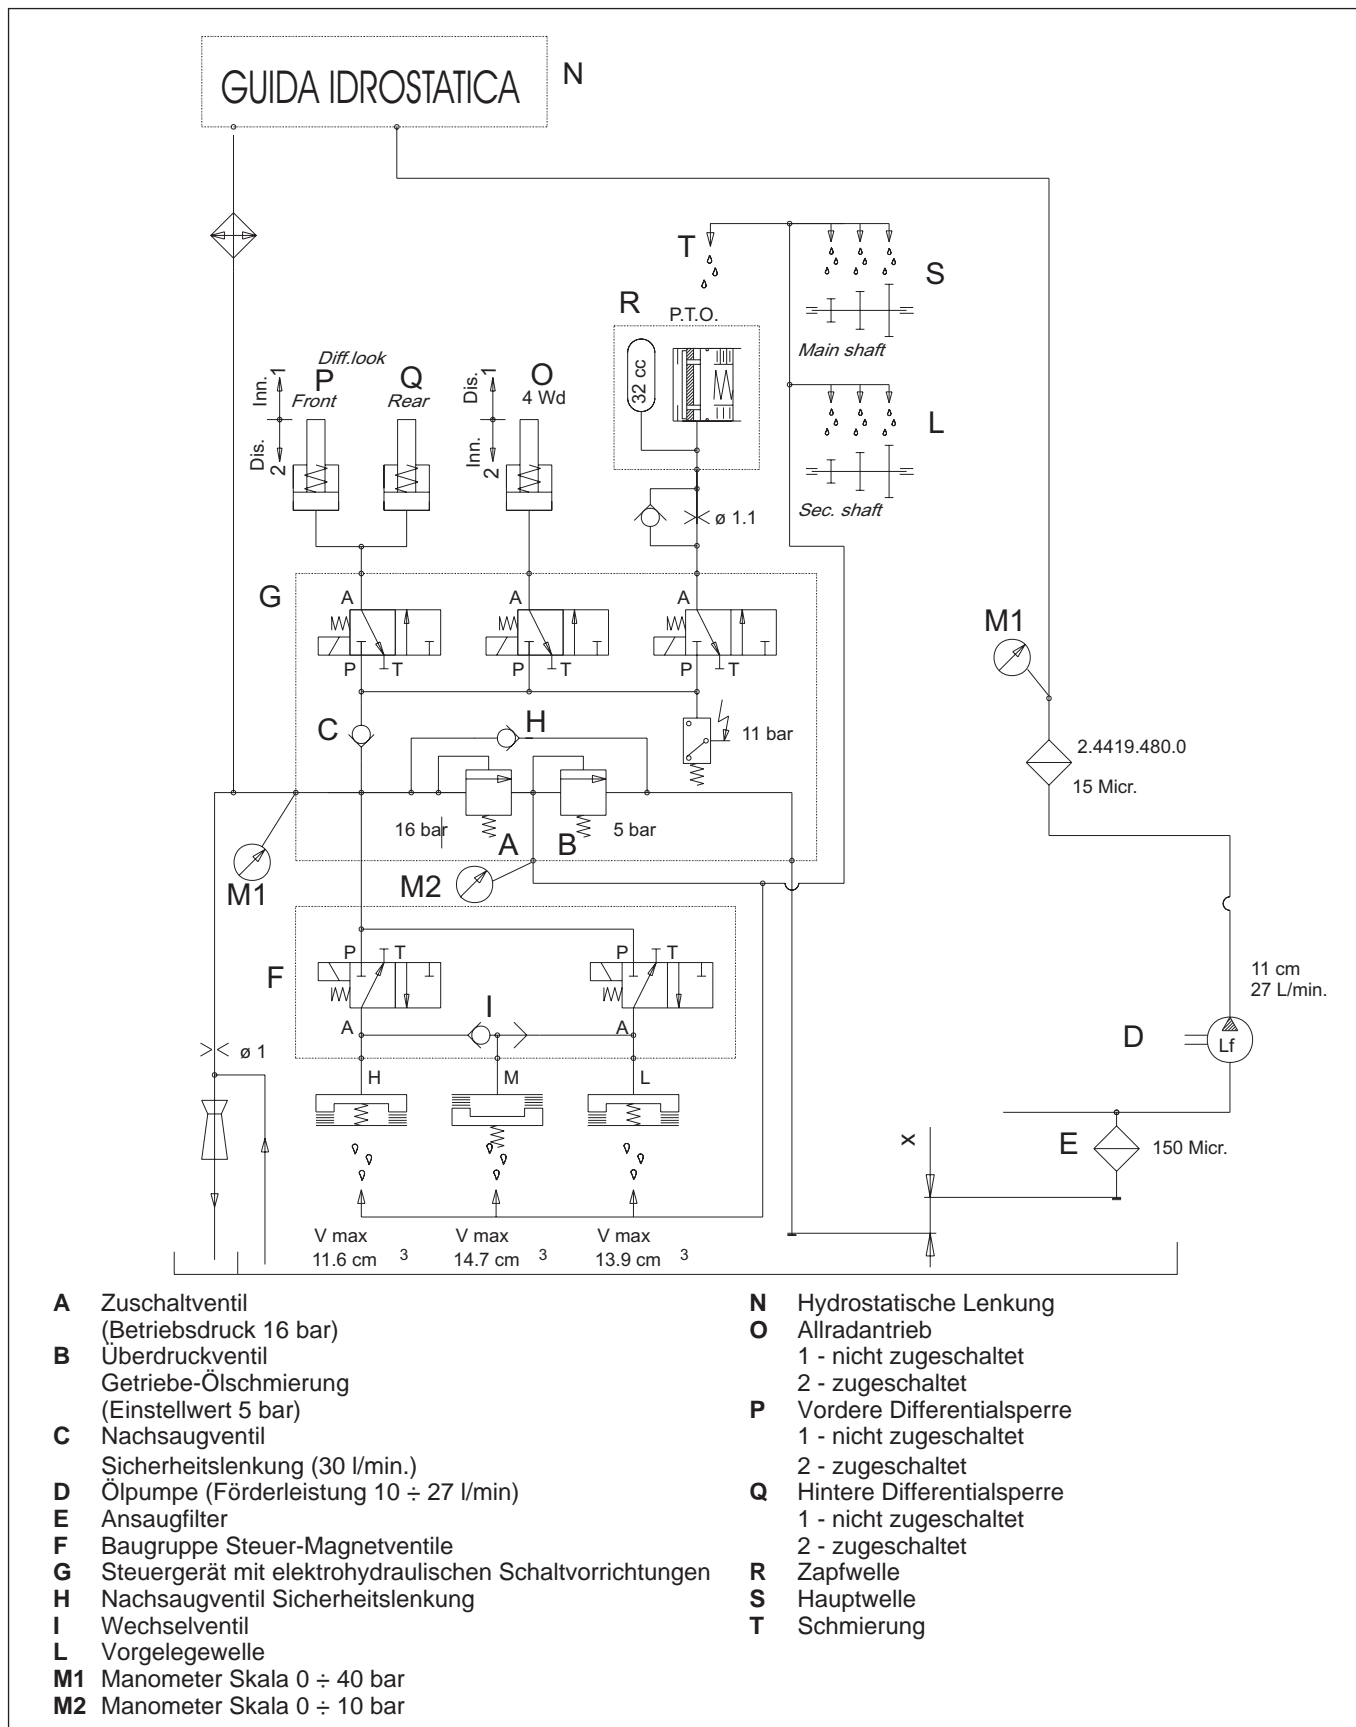 GUIDA IDROSTATICA
N
T
S
R
P.T.O.
32 cc
Main shaft
Diff.look
P
Front
Q
Rear
Inn.
1
Dis.
2
Dis.
1
Inn.
2
O
4 Wd
L
Sec. shaft
ø 1.1
G
A
A
A
P
T
P
T
P
T
M1
C
H
11 bar
2.4419.480.0
15 Micr.
16 bar
A
B
5 bar
M1
M2
F
P
T
P
T
I
A
A
11 cm
27 L/min.
D
Lf
ø 1
H
M
L
X
E
150 Micr.
V max
11.6 cm 3
V max
14.7 cm 3
V max
13.9 cm 3
A Zuschaltventil
(Betriebsdruck 16 bar)
B Überdruckventil
Getriebe-Ölschmierung
(Einstellwert 5 bar)
C Nachsaugventil
Sicherheitslenkung (30 l/min.)
D Ölpumpe (Förderleistung 10 ÷ 27 l/min)
E Ansaugfilter
F Baugruppe Steuer-Magnetventile
G Steuergerät mit elektrohydraulischen Schaltvorrichtungen
H Nachsaugventil Sicherheitslenkung
I Wechselventil
L Vorgelegewelle
M1 Manometer Skala 0 ÷ 40 bar
M2 Manometer Skala 0 ÷ 10 bar
N Hydrostatische Lenkung
O Allradantrieb
1 - nicht zugeschaltet
2 - zugeschaltet
P Vordere Differentialsperre
1 - nicht zugeschaltet
2 - zugeschaltet
Q Hintere Differentialsperre
1 - nicht zugeschaltet
2 - zugeschaltet
R Zapfwelle
S Hauptwelle
T Schmierung